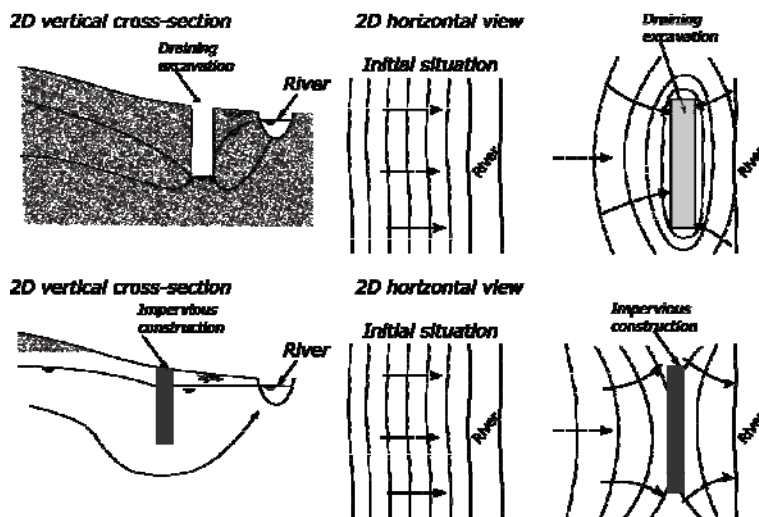 2D vertical cross-section
Draining
excavation
River
2D horizontal view
Initial situation
River
Draining
excavation
River
2D vertical cross-section
Impervious
construction
River
2D horizontal view
Initial situation
River
Impervious
construction
River